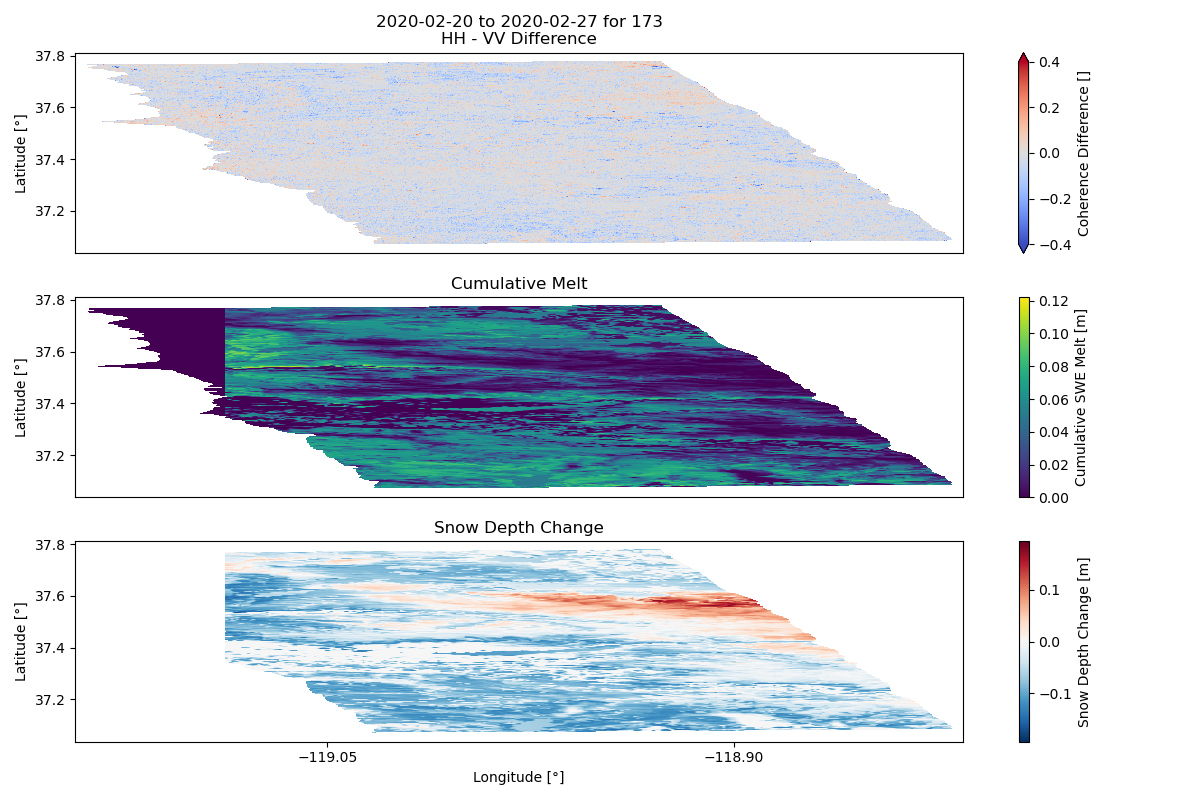 2020-02-20 to 2020-02-27 for 173
HH - VV Difference
37.8
37.6
37.4
37.2
Latitude [°]
0.4
0.2
0.0
−0.2
−0.4
Coherence Difference []
Cumulative Melt
37.8
37.6
37.4
37.2
Latitude [°]
0.12
0.10
0.08
0.06
0.04
0.02
0.00
Cumulative SWE Melt [m]
Snow Depth Change
37.8
37.6
37.4
37.2
Latitude [°]
0.1
0.0
−0.1
Snow Depth Change [m]
−119.05
−118.90
Longitude [°]